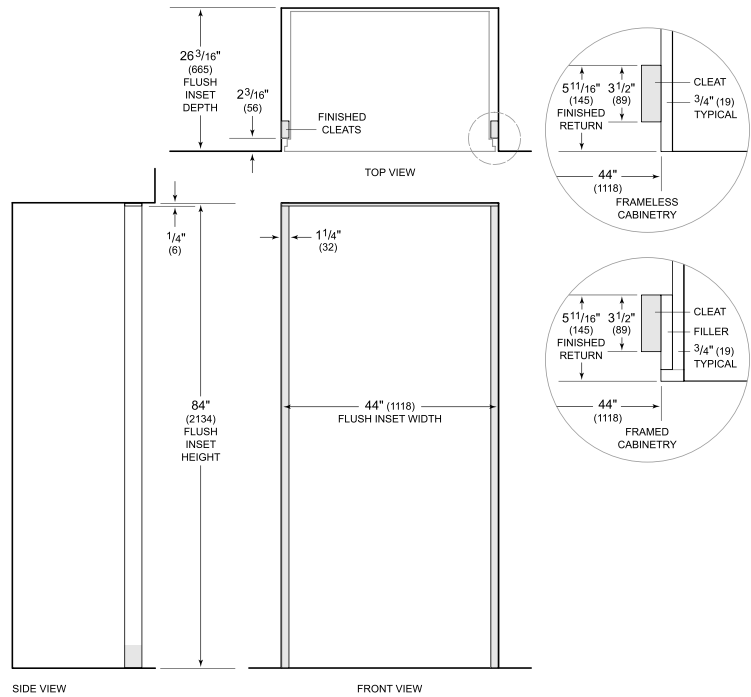 26 3/16"
(665)
FLUSH
INSET
DEPTH
2 3/16"
(56)
FINISHED
CLEATS
TOP VIEW
5 11/16"
(145)
FINISHED
RETURN
3 1/2"
(89)
CLEAT
3/4" (19)
TYPICAL
44"
(1118)
FRAMELESS
CABINETRY
1/4"
(6)
1 1/4"
(32)
5 11/16"
(145)
FINISHED
RETURN
3 1/2"
(89)
CLEAT
FILLER
3/4" (19)
TYPICAL
44"
(1118)
FRAMED
CABINETRY
84"
(2134)
FLUSH
INSET
HEIGHT
44" (1118)
FLUSH INSET WIDTH
SIDE VIEW
FRONT VIEW